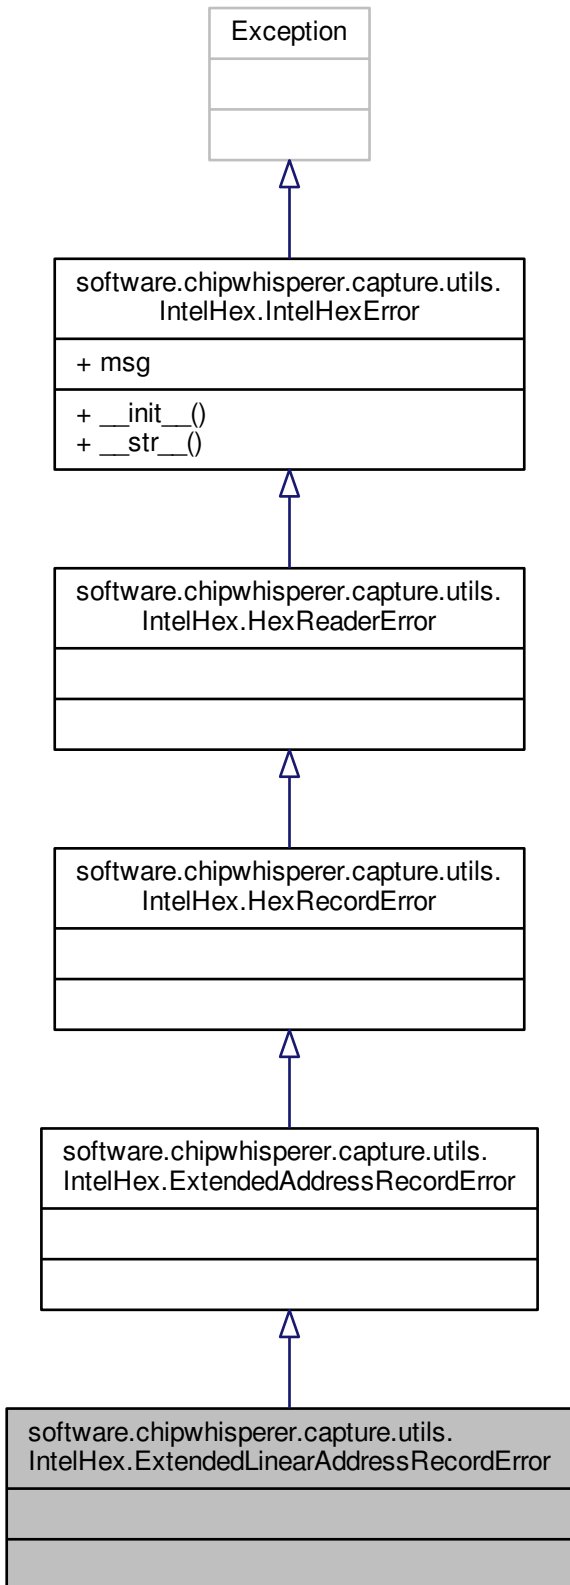 Exception
software.chipwhisperer.capture.utils.
IntelHex.IntelHexError
+ msg
+ __init__()
+ __str__()
software.chipwhisperer.capture.utils.
IntelHex.HexReaderError
software.chipwhisperer.capture.utils.
IntelHex.HexRecordError
software.chipwhisperer.capture.utils.
IntelHex.ExtendedAddressRecordError
software.chipwhisperer.capture.utils.
IntelHex.ExtendedLinearAddressRecordError